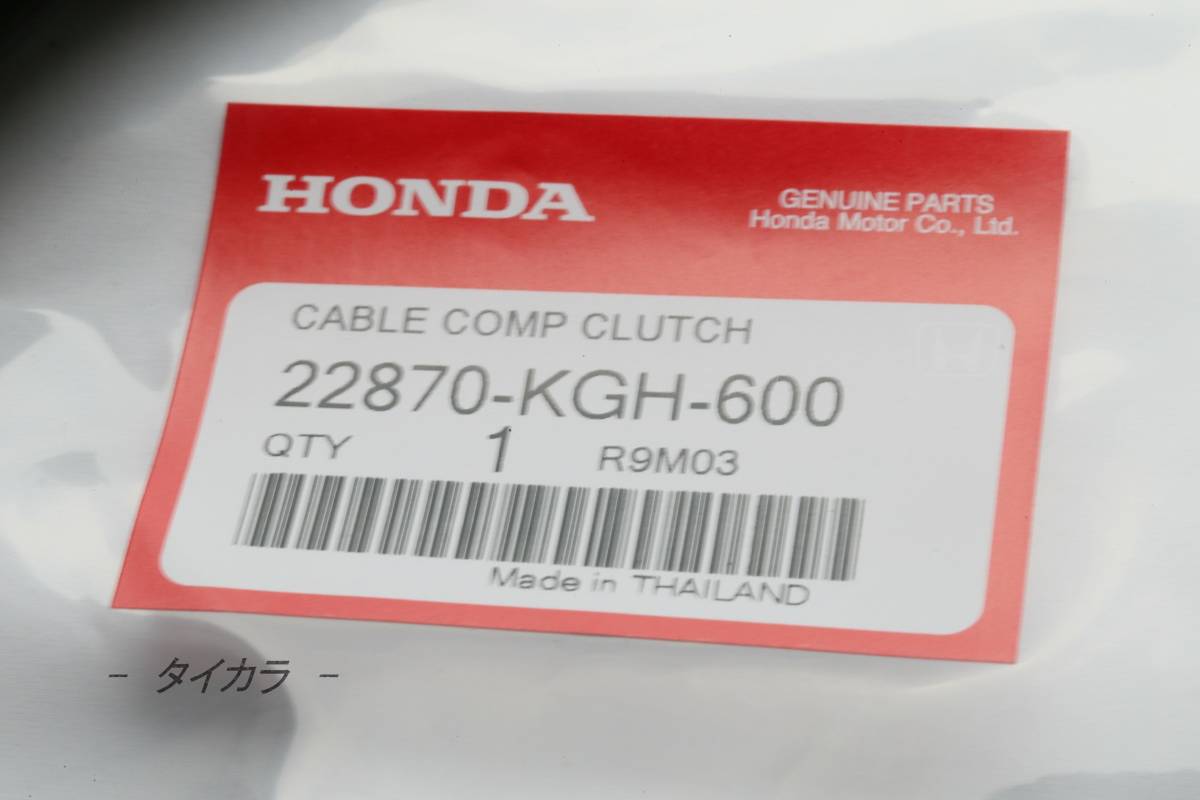 HONDA
GENUINE PARTS
Honda Motor Co., Ltd.
CABLE COMP CLUTCH
22870-KGH-600
QTY 1 R9M03
Made in THAILAND
- タイカラ -